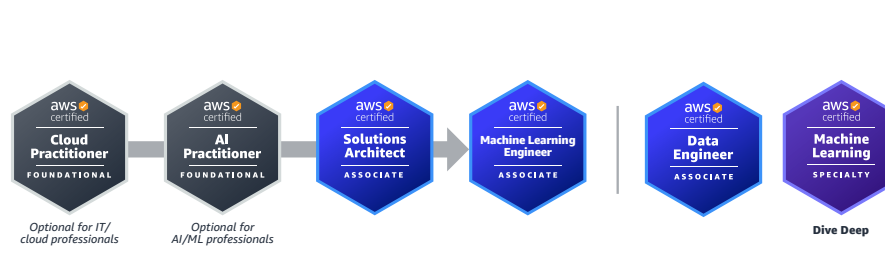 aws
certified
Cloud
Practitioner
FOUNDATIONAL
Optional for IT/
cloud professionals
aws
certified
AI
Practitioner
FOUNDATIONAL
Optional for
AI/ML professionals
aws
certified
Solutions
Architect
ASSOCIATE
aws
certified
Machine Learning
Engineer
ASSOCIATE
aws
certified
Data
Engineer
ASSOCIATE
aws
certified
Machine
Learning
SPECIALTY
Dive Deep